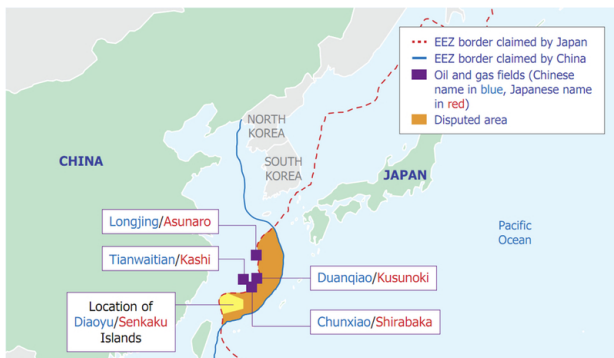 EEZ border claimed by Japan
EEZ border claimed by China
Oil and gas fields (Chinese
name in blue, Japanese name
in red)
Disputed area
NORTH
KOREA
SOUTH
KOREA
CHINA
JAPAN
Pacific
Ocean
Longjing/Asunaro
Tianwaitian/Kashi
Duanqiao/Kusunoki
Location of
Diaoyu/Senkaku
Islands
Chunxiao/Shirabaka